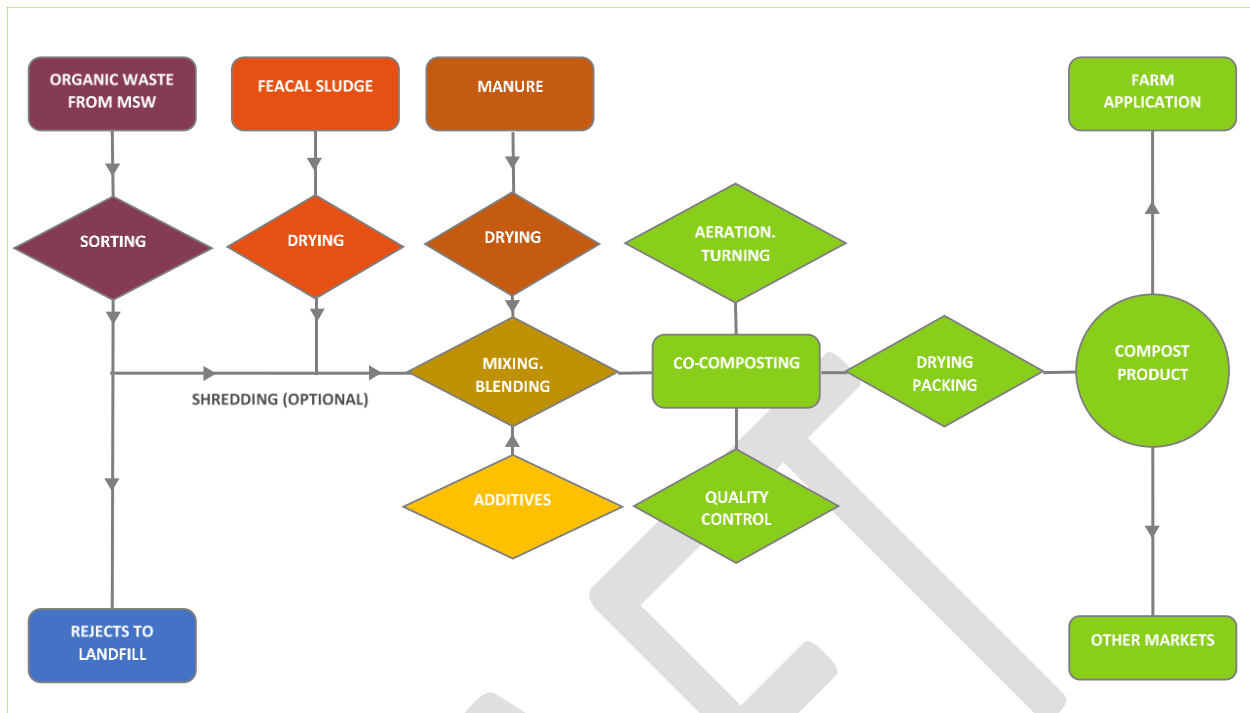 ORGANIC WASTE
FROM MSW
FEACAL SLUDGE
MANURE
FARM
APPLICATION
SORTING
DRYING
DRYING
AERATION.
TURNING
MIXING.
BLENDING
CO-COMPOSTING
DRYING
PACKING
COMPOST
PRODUCT
SHREDDING (OPTIONAL)
ADDITIVES
QUALITY
CONTROL
REJECTS TO
LANDFILL
OTHER MARKETS